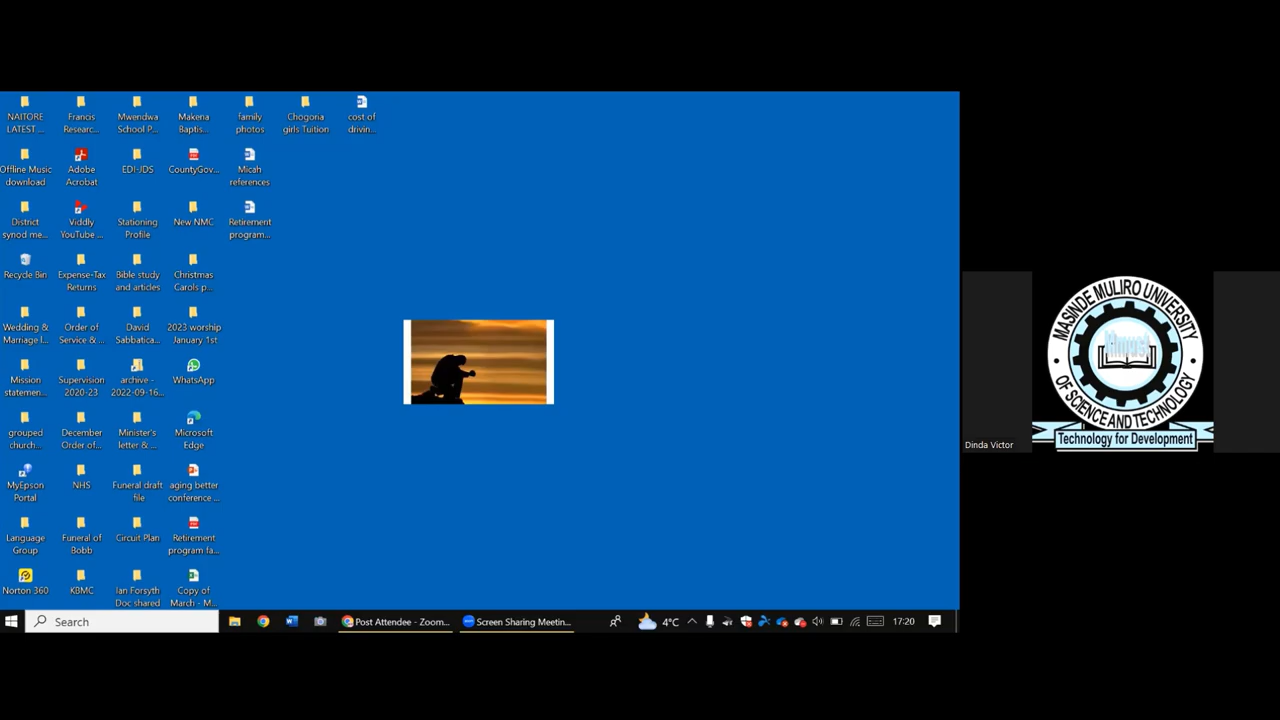 NAITORE
LATEST ...
Francis
Researc...
Mwendwa
School P...
Makena
Baptis...
family
photos
Chogoria
girls Tuition
cost of
drivin...
Offline Music
download
Adobe
Acrobat
EDI-JDS
CountyGov...
Micah
references
District
synod me...
Viddly
YouTube ...
Stationing
Profile
New NMC
Retirement
program...
Recycle Bin
Expense-Tax
Returns
Bible study
and articles
Christmas
Carols p...
Wedding &
Marriage l...
Order of
Service & ...
David
Sabbatica...
2023 worship
January 1st
Mission
statemen...
Supervision
2020-23
archive -
2022-09-16...
WhatsApp
grouped
church...
December
Order of...
Minister's
letter & ...
Microsoft
Edge
MyEpson
Portal
NHS
Funeral draft
file
aging better
conference ...
Language
Group
Funeral of
Bobb
Circuit Plan
Retirement
program fa...
Norton 360
KBMC
Ian Forsyth
Doc shared
Copy of
March - M...
Search
Post Attendee - Zoom...
Screen Sharing Meetin...
4°C
17:20
MASINDE MULIRO UNIVERSITY
OF SCIENCE AND TECHNOLOGY
Technology for Development
Dinda Victor